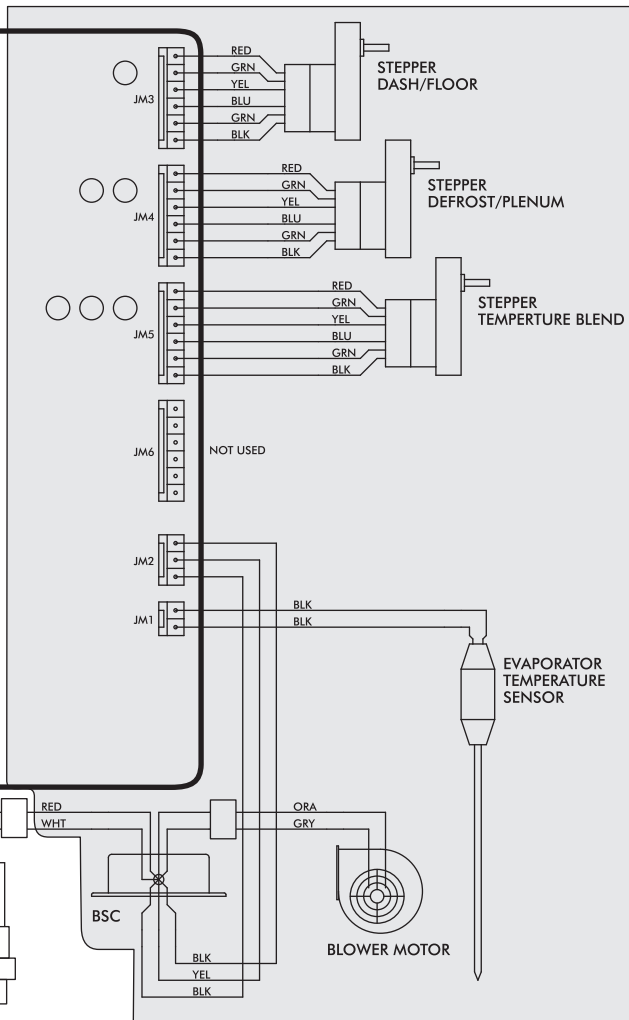 RED
GRN
YEL
BLU
GRN
BLK
JM3
STEPPER
DASH/FLOOR
RED
GRN
YEL
BLU
GRN
BLK
JM4
STEPPER
DEFROST/PLENUM
RED
GRN
YEL
BLU
GRN
BLK
JM5
STEPPER
TEMPERTURE BLEND
JM6
NOT USED
JM2
JM1
BLK
BLK
EVAPORATOR
TEMPERATURE
SENSOR
RED
WHT
ORA
GRY
BSC
BLOWER MOTOR
BLK
YEL
BLK